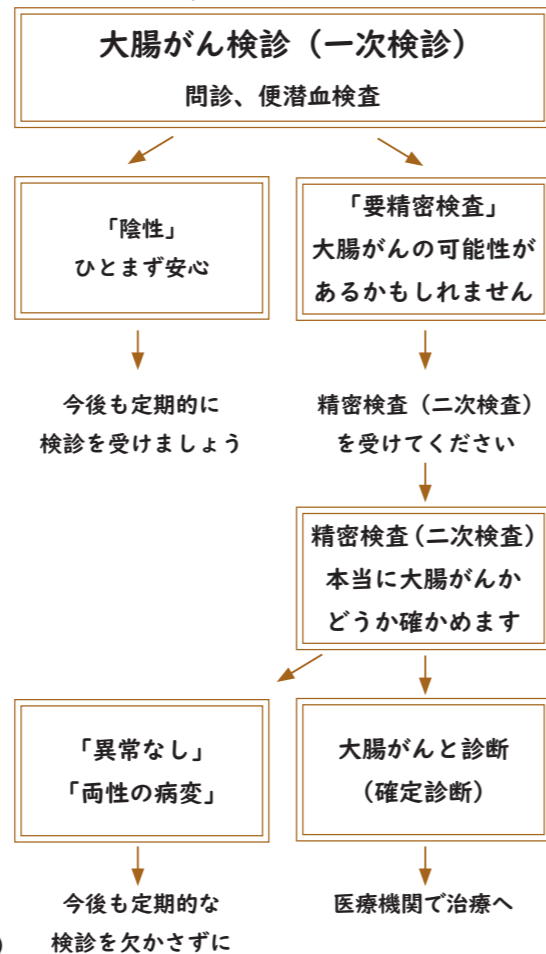 大腸がん検診（一次検診）
問診、便潜血検査
「陰性」
ひとまず安心
「要精密検査」
大腸がんの可能性が
あるかもしれません
今後も定期的に
検診を受けましょう
精密検査（二次検査）
を受けてください
精密検査（二次検査）
本当に大腸がんか
どうか確かめます
「異常なし」
「両性の病変」
大腸がんと診断
（確定診断）
今後も定期的な
検診を欠かさずに
医療機関で治療へ
）